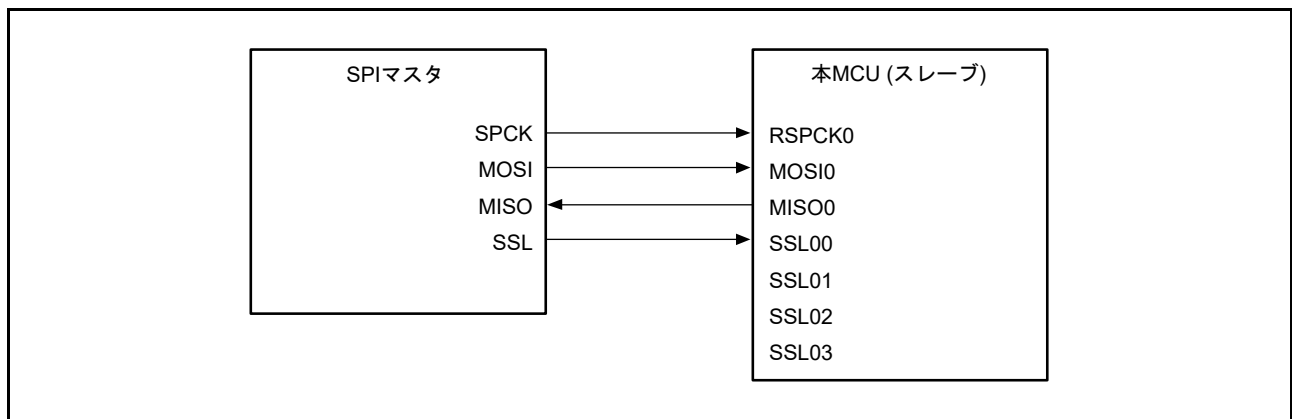 SPIマスタ
SPCK
MOSI
MISO
SSL
本MCU (スレーブ)
RSPCK0
MOSI0
MISO0
SSL00
SSL01
SSL02
SSL03